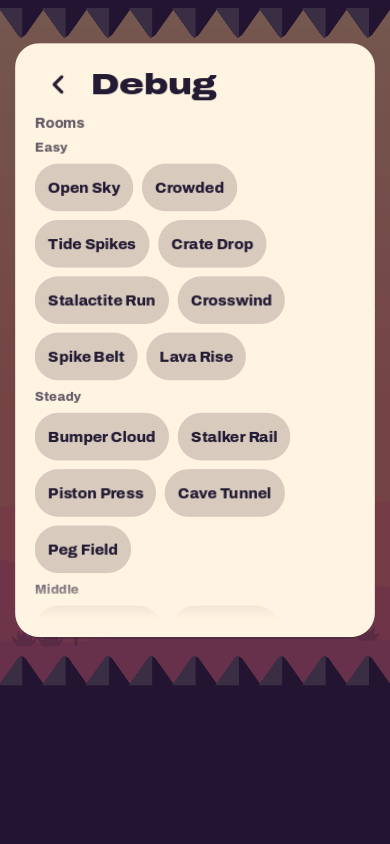 Debug
Rooms
Easy
Open Sky Crowded
Tide Spikes Crate Drop
Stalactite Run Crosswind
Spike Belt Lava Rise
Steady
Bumper Cloud Stalker Rail
Piston Press Cave Tunnel
Peg Field
Middle